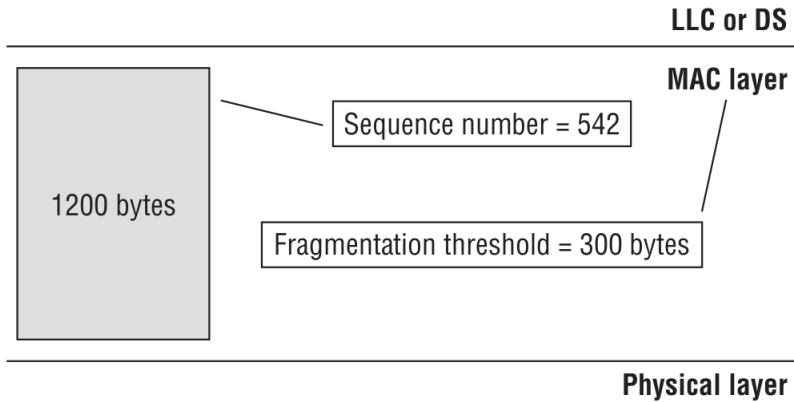 LLC or DS
MAC layer
Sequence number = 542
1200 bytes
Fragmentation threshold = 300 bytes
Physical layer